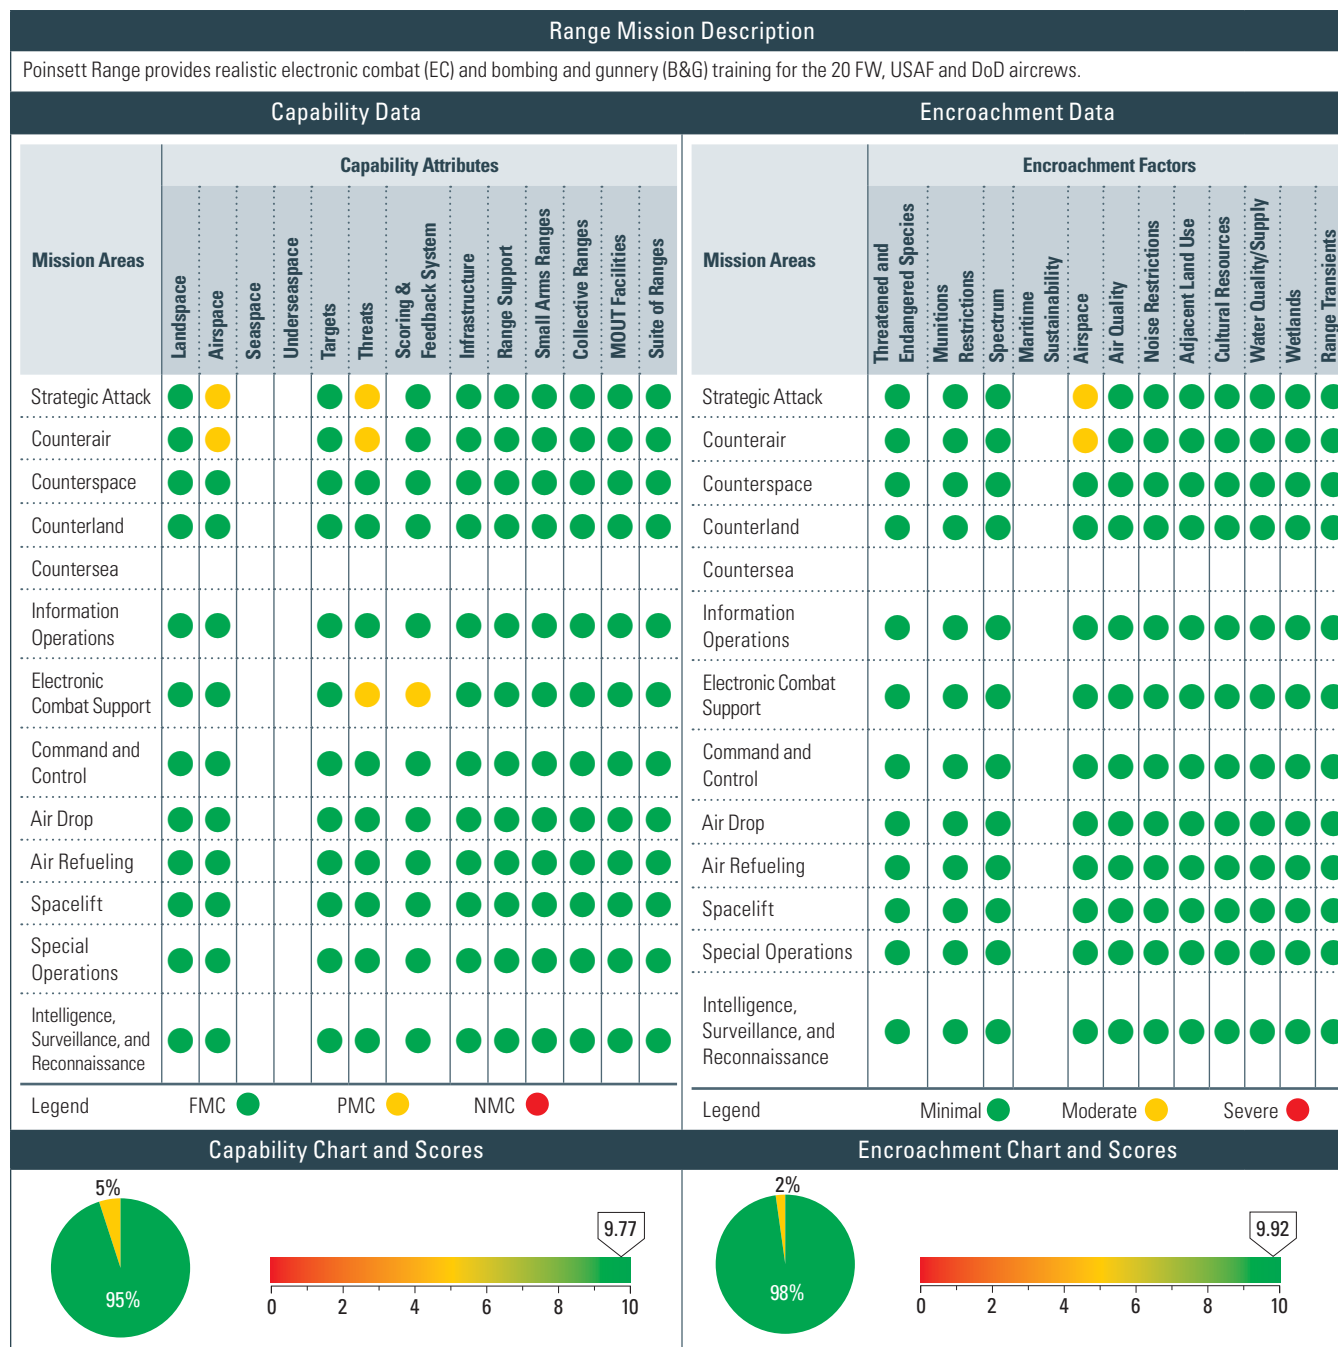 Range Mission Description
Poinsett Range provides realistic electronic combat (EC) and bombing and gunnery (B&G) training for the 20 FW, USAF and DoD aircrews.
Capability Data
Mission Areas
Capability Attributes
Landspace
Airspace
Seaspace
Underseaspace
Targets
Threats
Scoring &
Feedback System
Infrastructure
Range Support
Small Arms Ranges
Collective Ranges
MOUT Facilities
Suite of Ranges
Strategic Attack
Counterair
Counterspace
Counterland
Countersea
Information
Operations
Electronic
Combat Support
Command and
Control
Air Drop
Air Refueling
Spacelift
Special
Operations
Intelligence,
Surveillance, and
Reconnaissance
Legend FMC PMC NMC
Encroachment Data
Mission Areas
Encroachment Factors
Threatened and
Endangered Species
Munitions
Restrictions
Spectrum
Maritime
Sustainability
Airspace
Air Quality
Noise Restrictions
Adjacent Land Use
Cultural Resources
Water Quality/Supply
Wetlands
Range Transients
Strategic Attack
Counterair
Counterspace
Counterland
Countersea
Information
Operations
Electronic Combat
Support
Command and
Control
Air Drop
Air Refueling
Spacelift
Special Operations
Intelligence,
Surveillance, and
Reconnaissance
Legend Minimal Moderate Severe
Capability Chart and Scores
5%
95%
9.77
0 2 4 6 8 10
Encroachment Chart and Scores
2%
98%
9.92
0 2 4 6 8 10